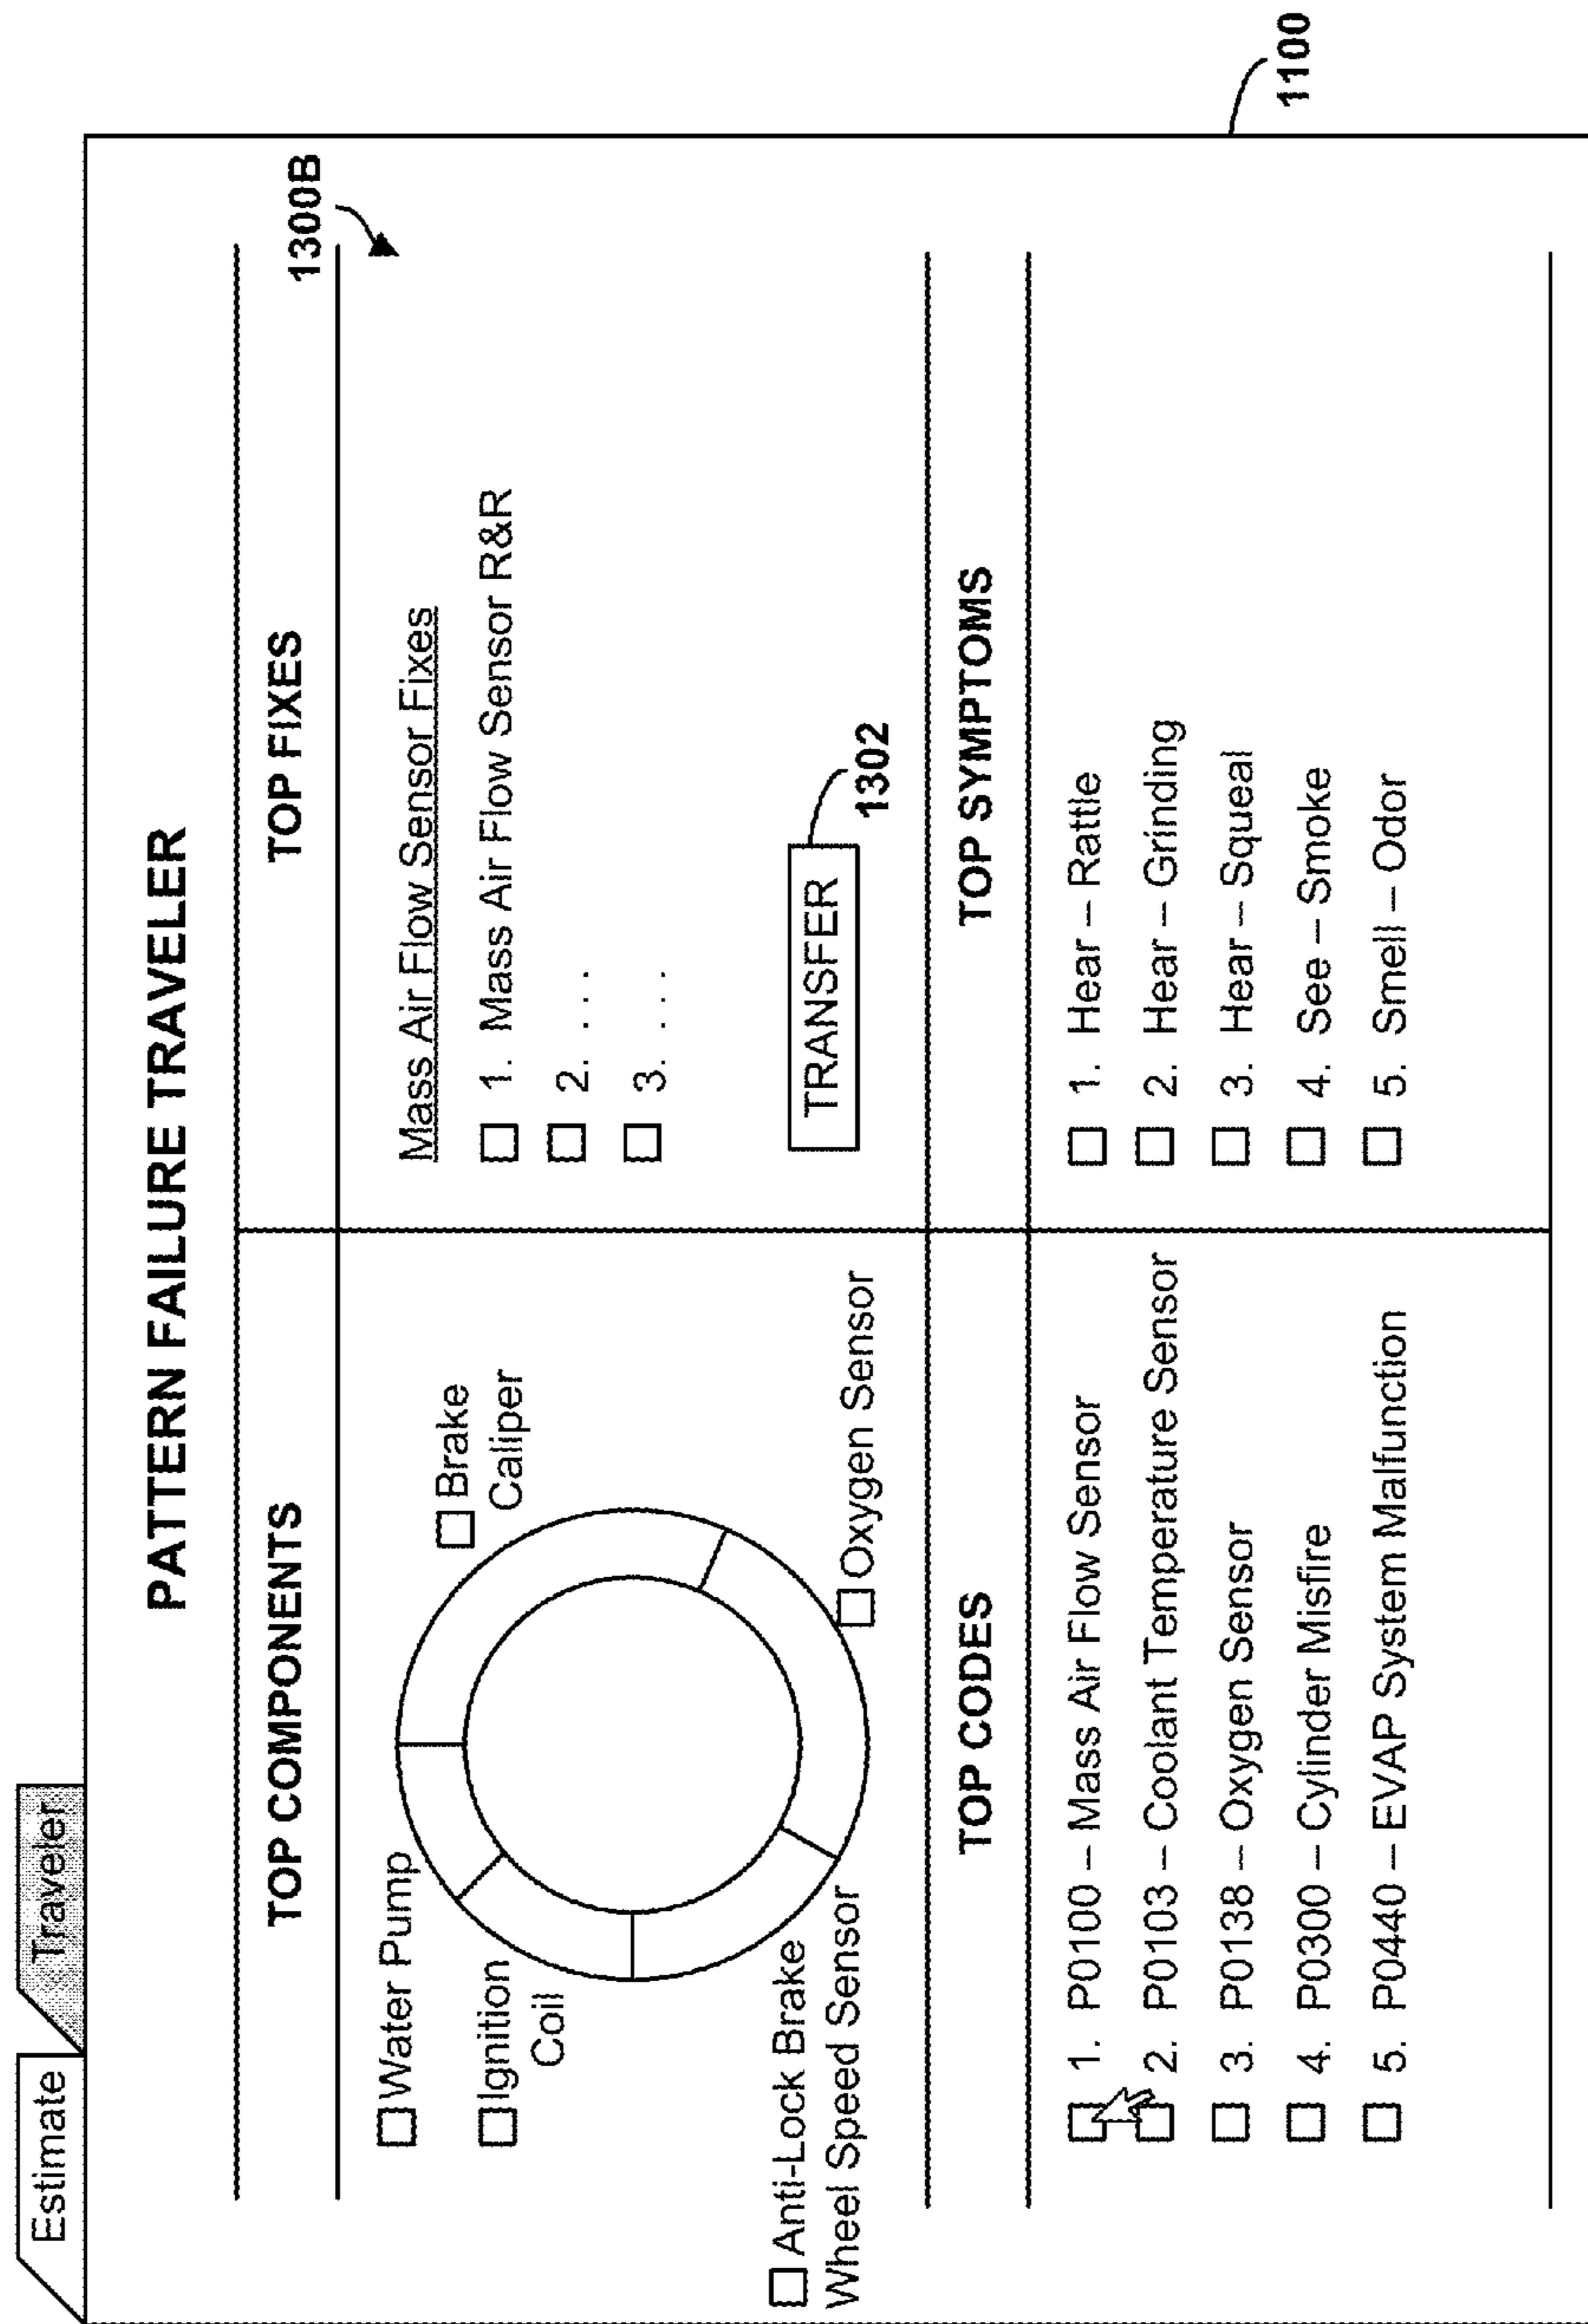 Estimate
Traveler
PATTERN FAILURE TRAVELER
TOP COMPONENTS
☐ Water Pump
☐ Ignition
Coil
☐ Brake
Caliper
☐ Anti-Lock Brake
Wheel Speed Sensor
☐ Oxygen Sensor
TOP FIXES
1300B
Mass Air Flow Sensor Fixes
☐ 1. Mass Air Flow Sensor R&R
☐ 2. . . .
☐ 3. . . .
TRANSFER
1302
TOP CODES
☐ 1. P0100 – Mass Air Flow Sensor
☐ 2. P0103 – Coolant Temperature Sensor
☐ 3. P0138 – Oxygen Sensor
☐ 4. P0300 – Cylinder Misfire
☐ 5. P0440 – EVAP System Malfunction
TOP SYMPTOMS
☐ 1. Hear – Rattle
☐ 2. Hear – Grinding
☐ 3. Hear – Squeal
☐ 4. See – Smoke
☐ 5. Smell – Odor
1100